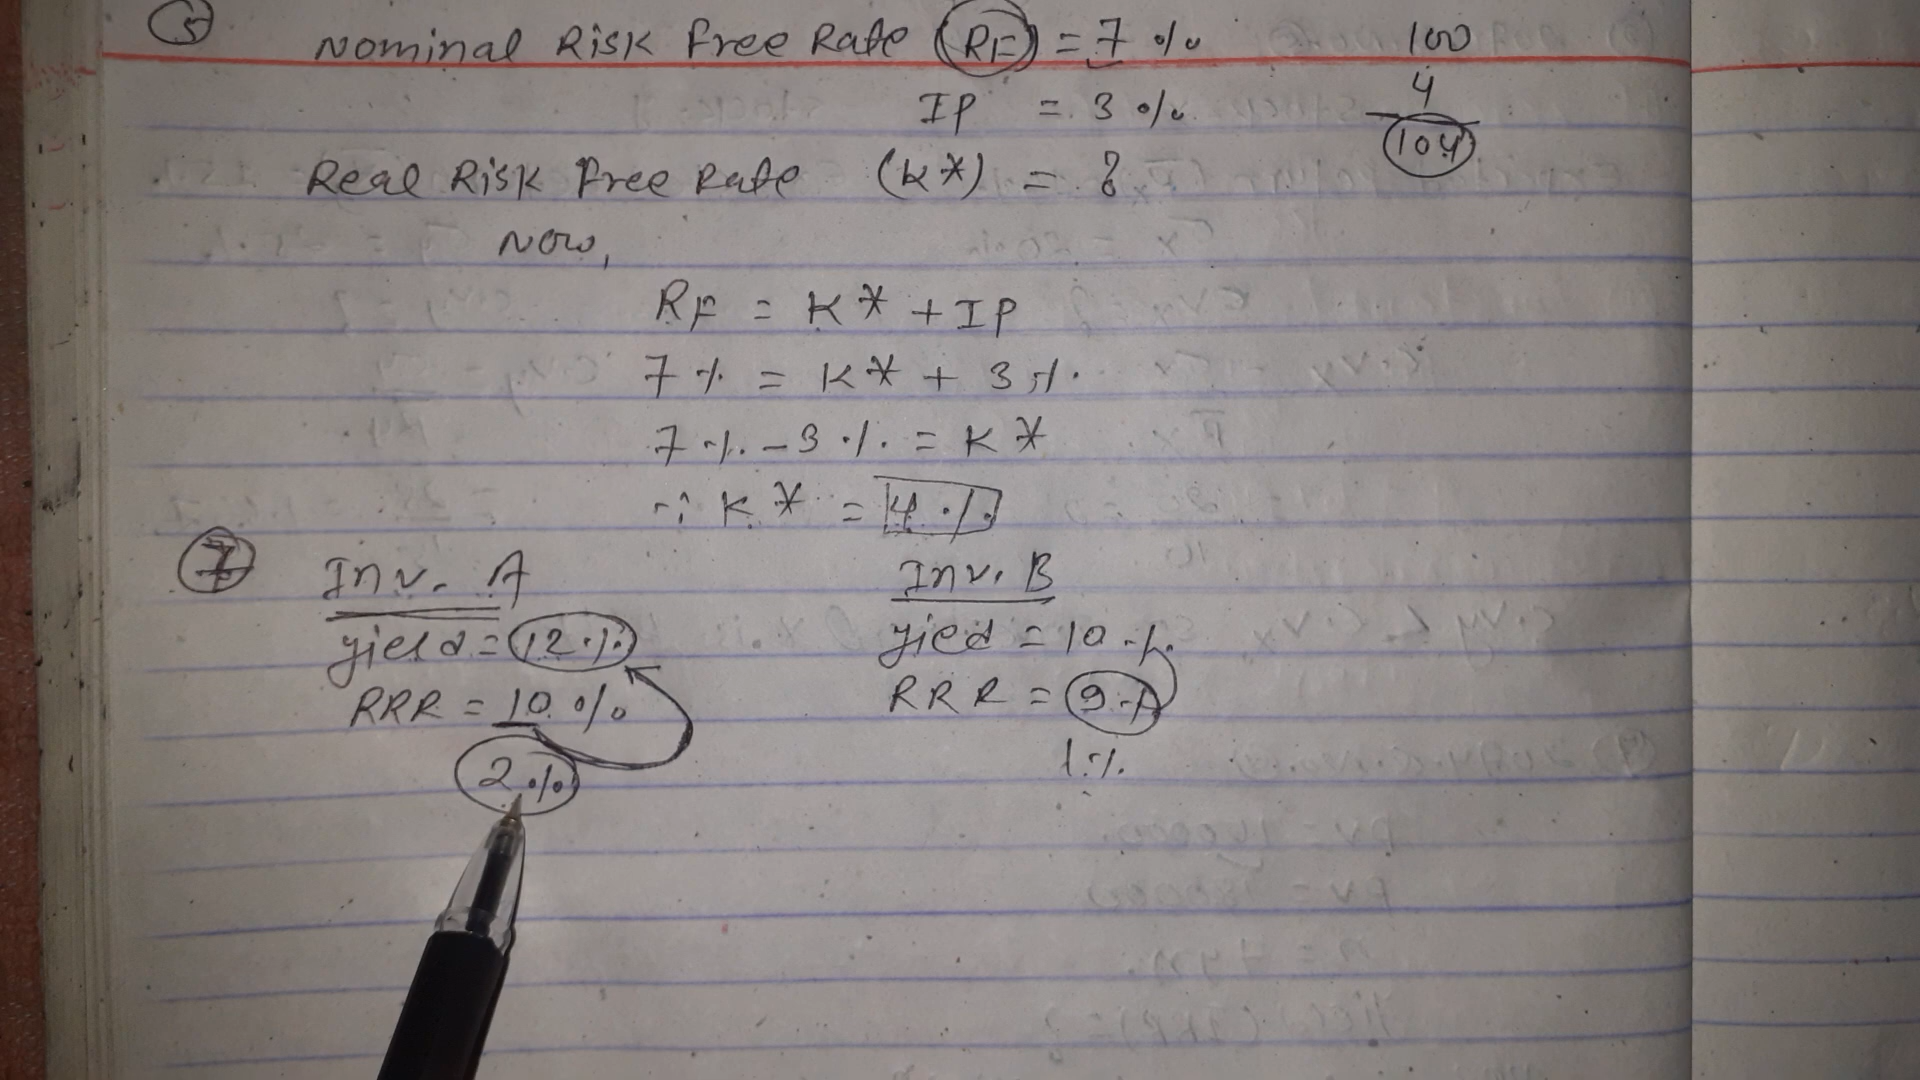 5 Nominal Risk Free Rate (RF) = 7 % 100
IP = 3 % 4
104
Real Risk Free Rate (K*) = ?
Now,
RF = K* + IP
7 % = K* + 3 %.
7 %. - 3 %. = K*
∴ K* = 4 %.
7 Inv. A Inv. B
yield = 12 % yied = 10 %.
RRR = 10 % RRR = 9 %
2 % 1 %.